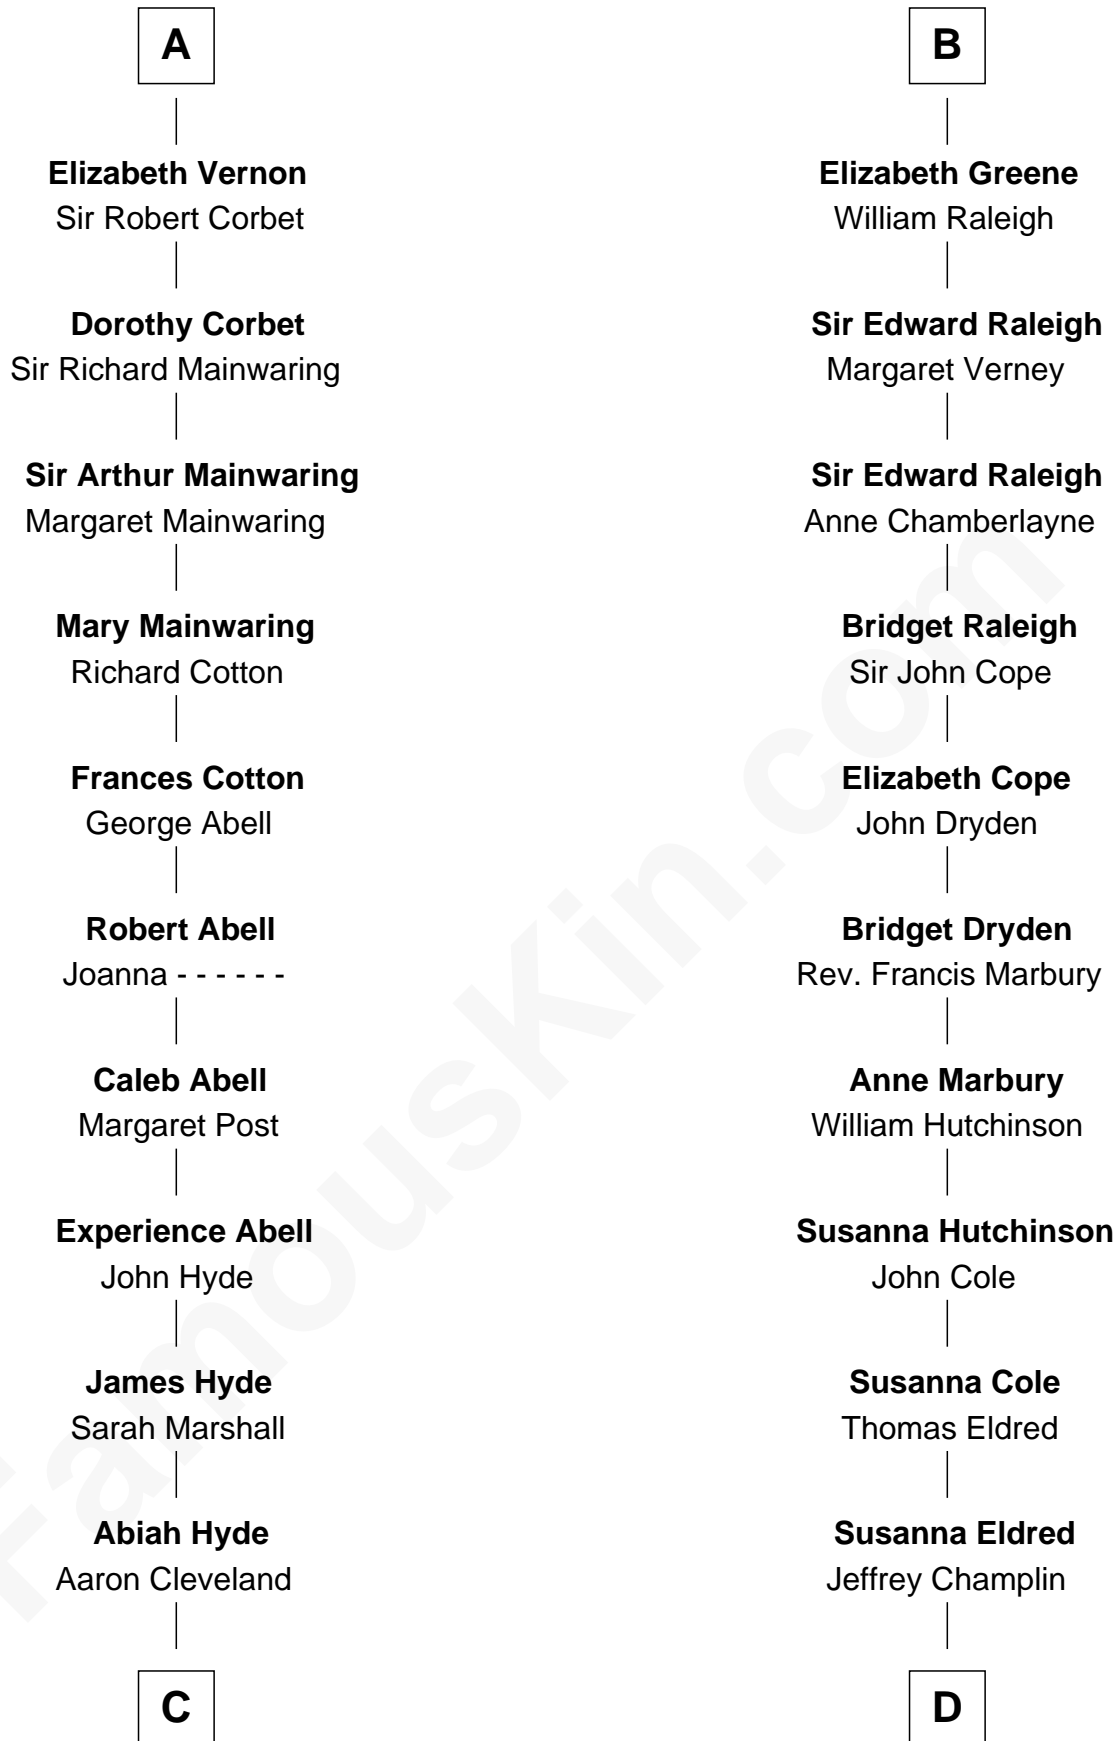 A
Elizabeth Vernon
Sir Robert Corbet
Dorothy Corbet
Sir Richard Mainwaring
Sir Arthur Mainwaring
Margaret Mainwaring
Mary Mainwaring
Richard Cotton
Frances Cotton
George Abell
Robert Abell
Joanna - - - - - -
Caleb Abell
Margaret Post
Experience Abell
John Hyde
James Hyde
Sarah Marshall
Abiah Hyde
Aaron Cleveland
C
B
Elizabeth Greene
William Raleigh
Sir Edward Raleigh
Margaret Verney
Sir Edward Raleigh
Anne Chamberlayne
Bridget Raleigh
Sir John Cope
Elizabeth Cope
John Dryden
Bridget Dryden
Rev. Francis Marbury
Anne Marbury
William Hutchinson
Susanna Hutchinson
John Cole
Susanna Cole
Thomas Eldred
Susanna Eldred
Jeffrey Champlin
D
FamousKin.com